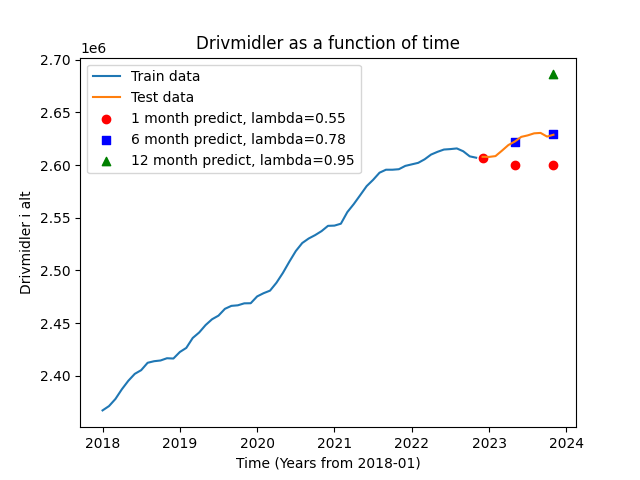 Drivmidler as a function of time
1e6
2.70
2.65
2.60
2.55
2.50
2.45
2.40
Drivmidler i alt
Train data
Test data
1 month predict, lambda=0.55
6 month predict, lambda=0.78
12 month predict, lambda=0.95
2018 2019 2020 2021 2022 2023 2024
Time (Years from 2018-01)